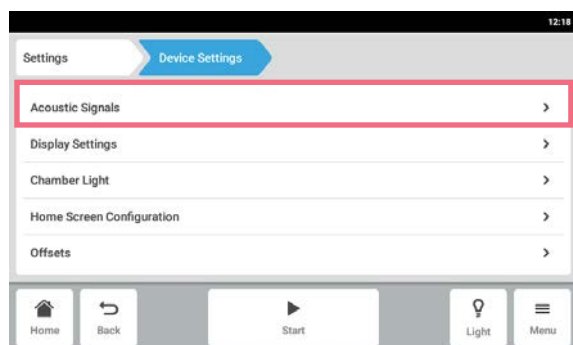 12:18
Settings Device Settings
Acoustic Signals
Display Settings
Chamber Light
Home Screen Configuration
Offsets
Home Back Start Light Menu